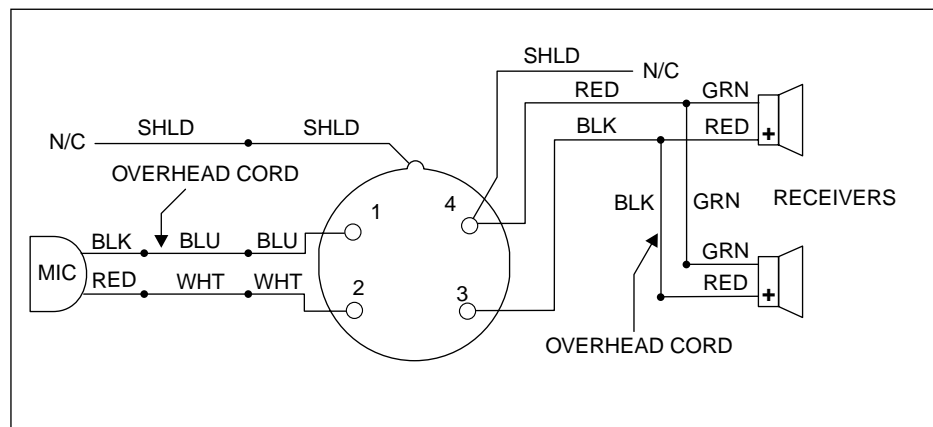 SHLD N/C
RED GRN
N/C SHLD SHLD BLK RED
+
OVERHEAD CORD
1 4 BLK GRN RECEIVERS
BLK BLU BLU
MIC GRN
RED WHT WHT 2 3 RED
+
OVERHEAD CORD